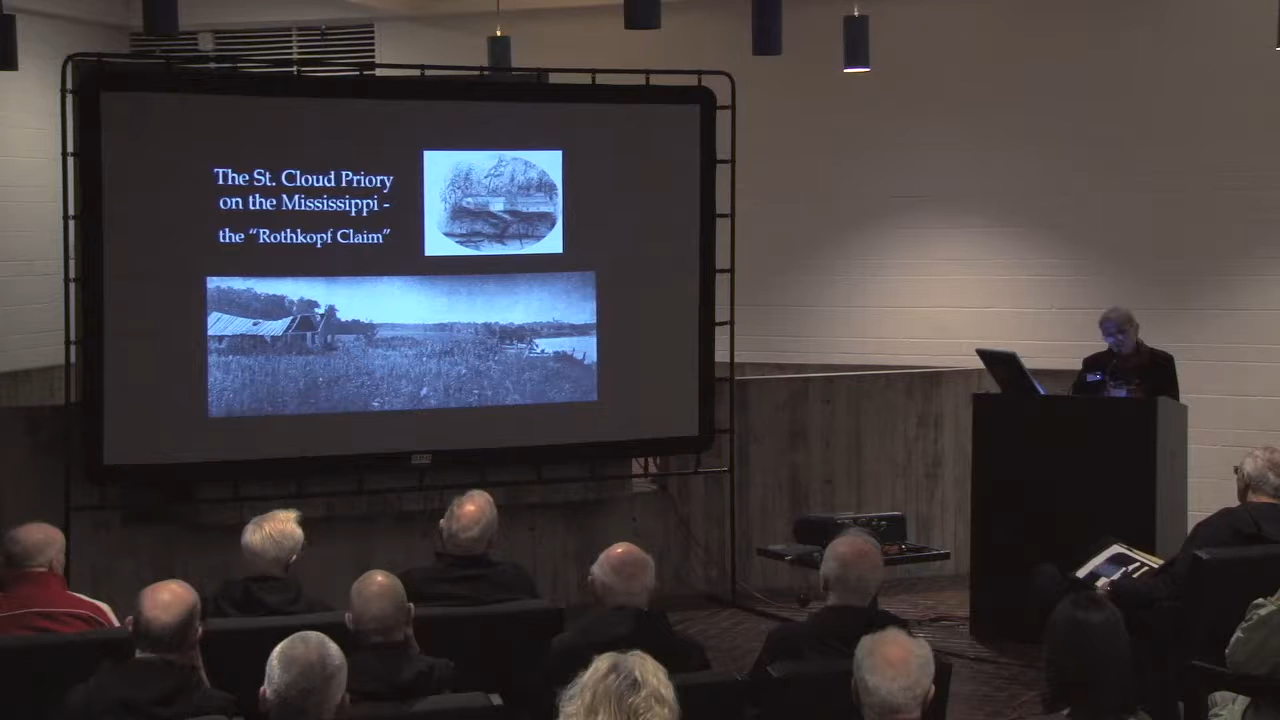 The St. Cloud Priory
on the Mississippi -
the “Rothkopf Claim”